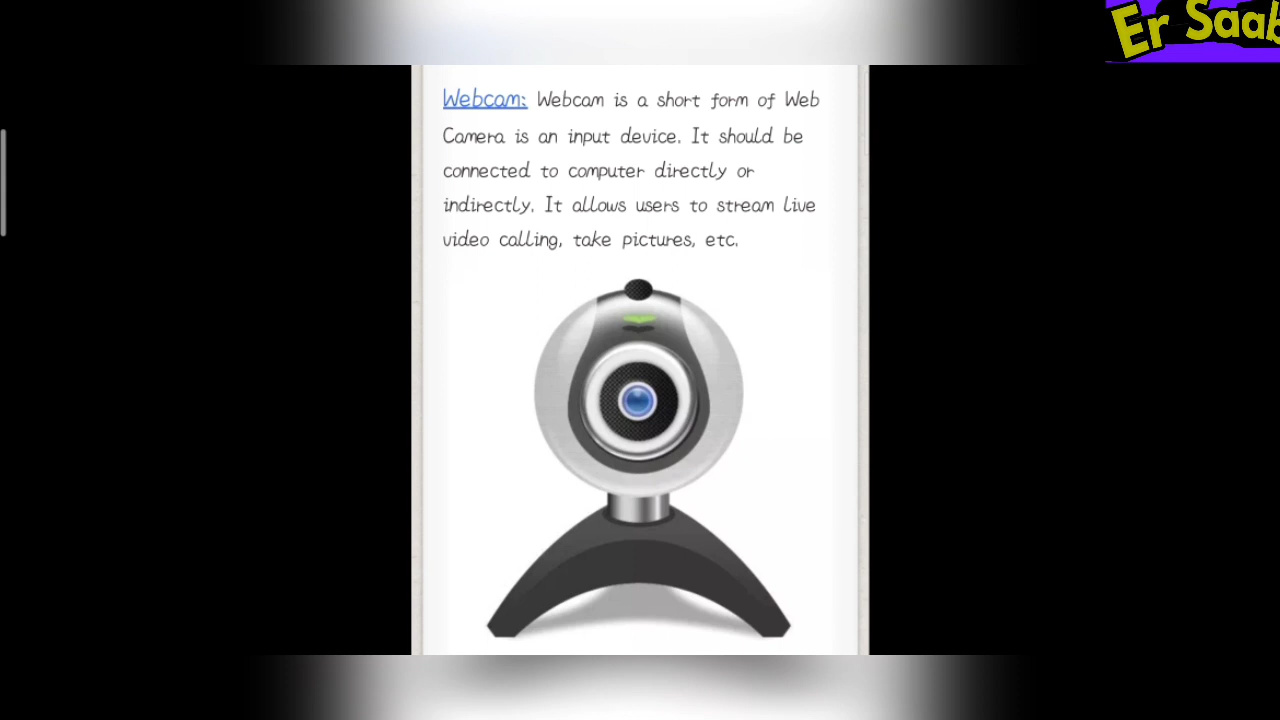 Er Saab
Webcam: Webcam is a short form of Web
Camera is an input device. It should be
connected to computer directly or
indirectly. It allows users to stream live
video calling, take pictures, etc.